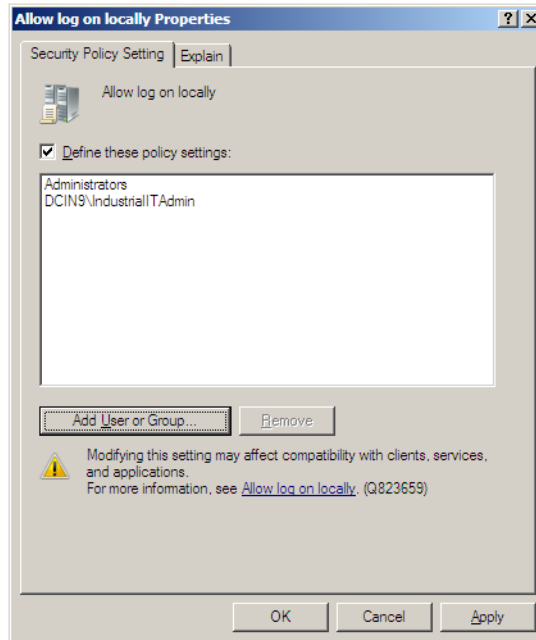 Allow log on locally Properties
Security Policy Setting
Explain
Allow log on locally
Define these policy settings:
Administrators
DCIN9\IndustrialITAdmin
Add User or Group...
Remove
Modifying this setting may affect compatibility with clients, services,
and applications.
For more information, see Allow log on locally. (Q823659)
OK
Cancel
Apply